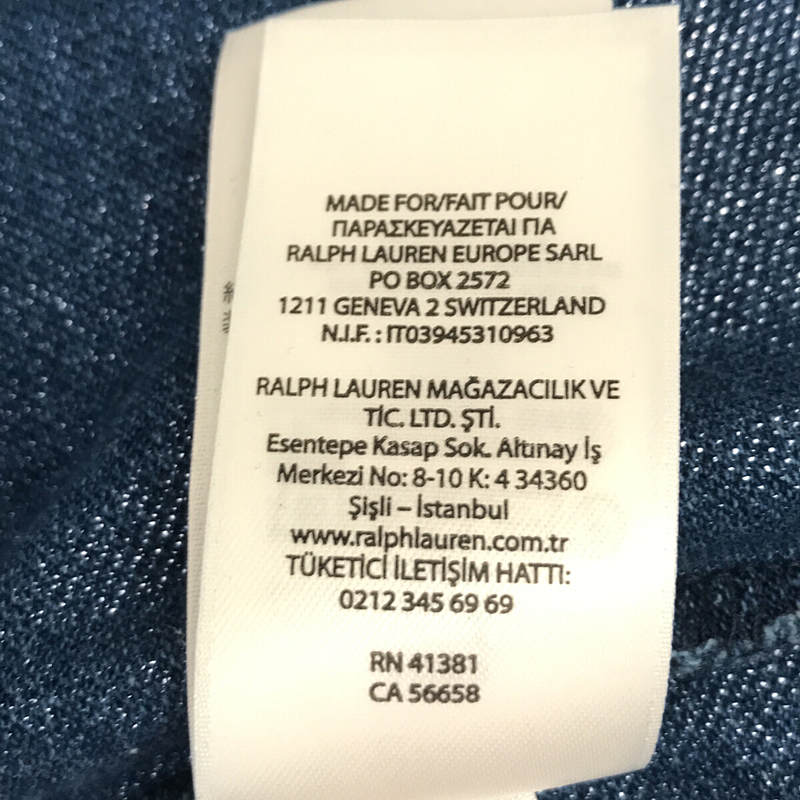 MADE FOR/FAIT POUR/
ΠΑΡΑΣΚΕΥΑΖΕΤΑΙ ΓΙΑ
RALPH LAUREN EUROPE SARL
PO BOX 2572
1211 GENEVA 2 SWITZERLAND
N.I.F. : IT03945310963
RALPH LAUREN MAĞAZACILIK VE
TİC. LTD. ŞTİ.
Esentepe Kasap Sok. Altınay İş
Merkezi No: 8-10 K: 4 34360
Şişli – İstanbul
www.ralphlauren.com.tr
TÜKETİCİ İLETİŞİM HATTI:
0212 345 69 69
RN 41381
CA 56658